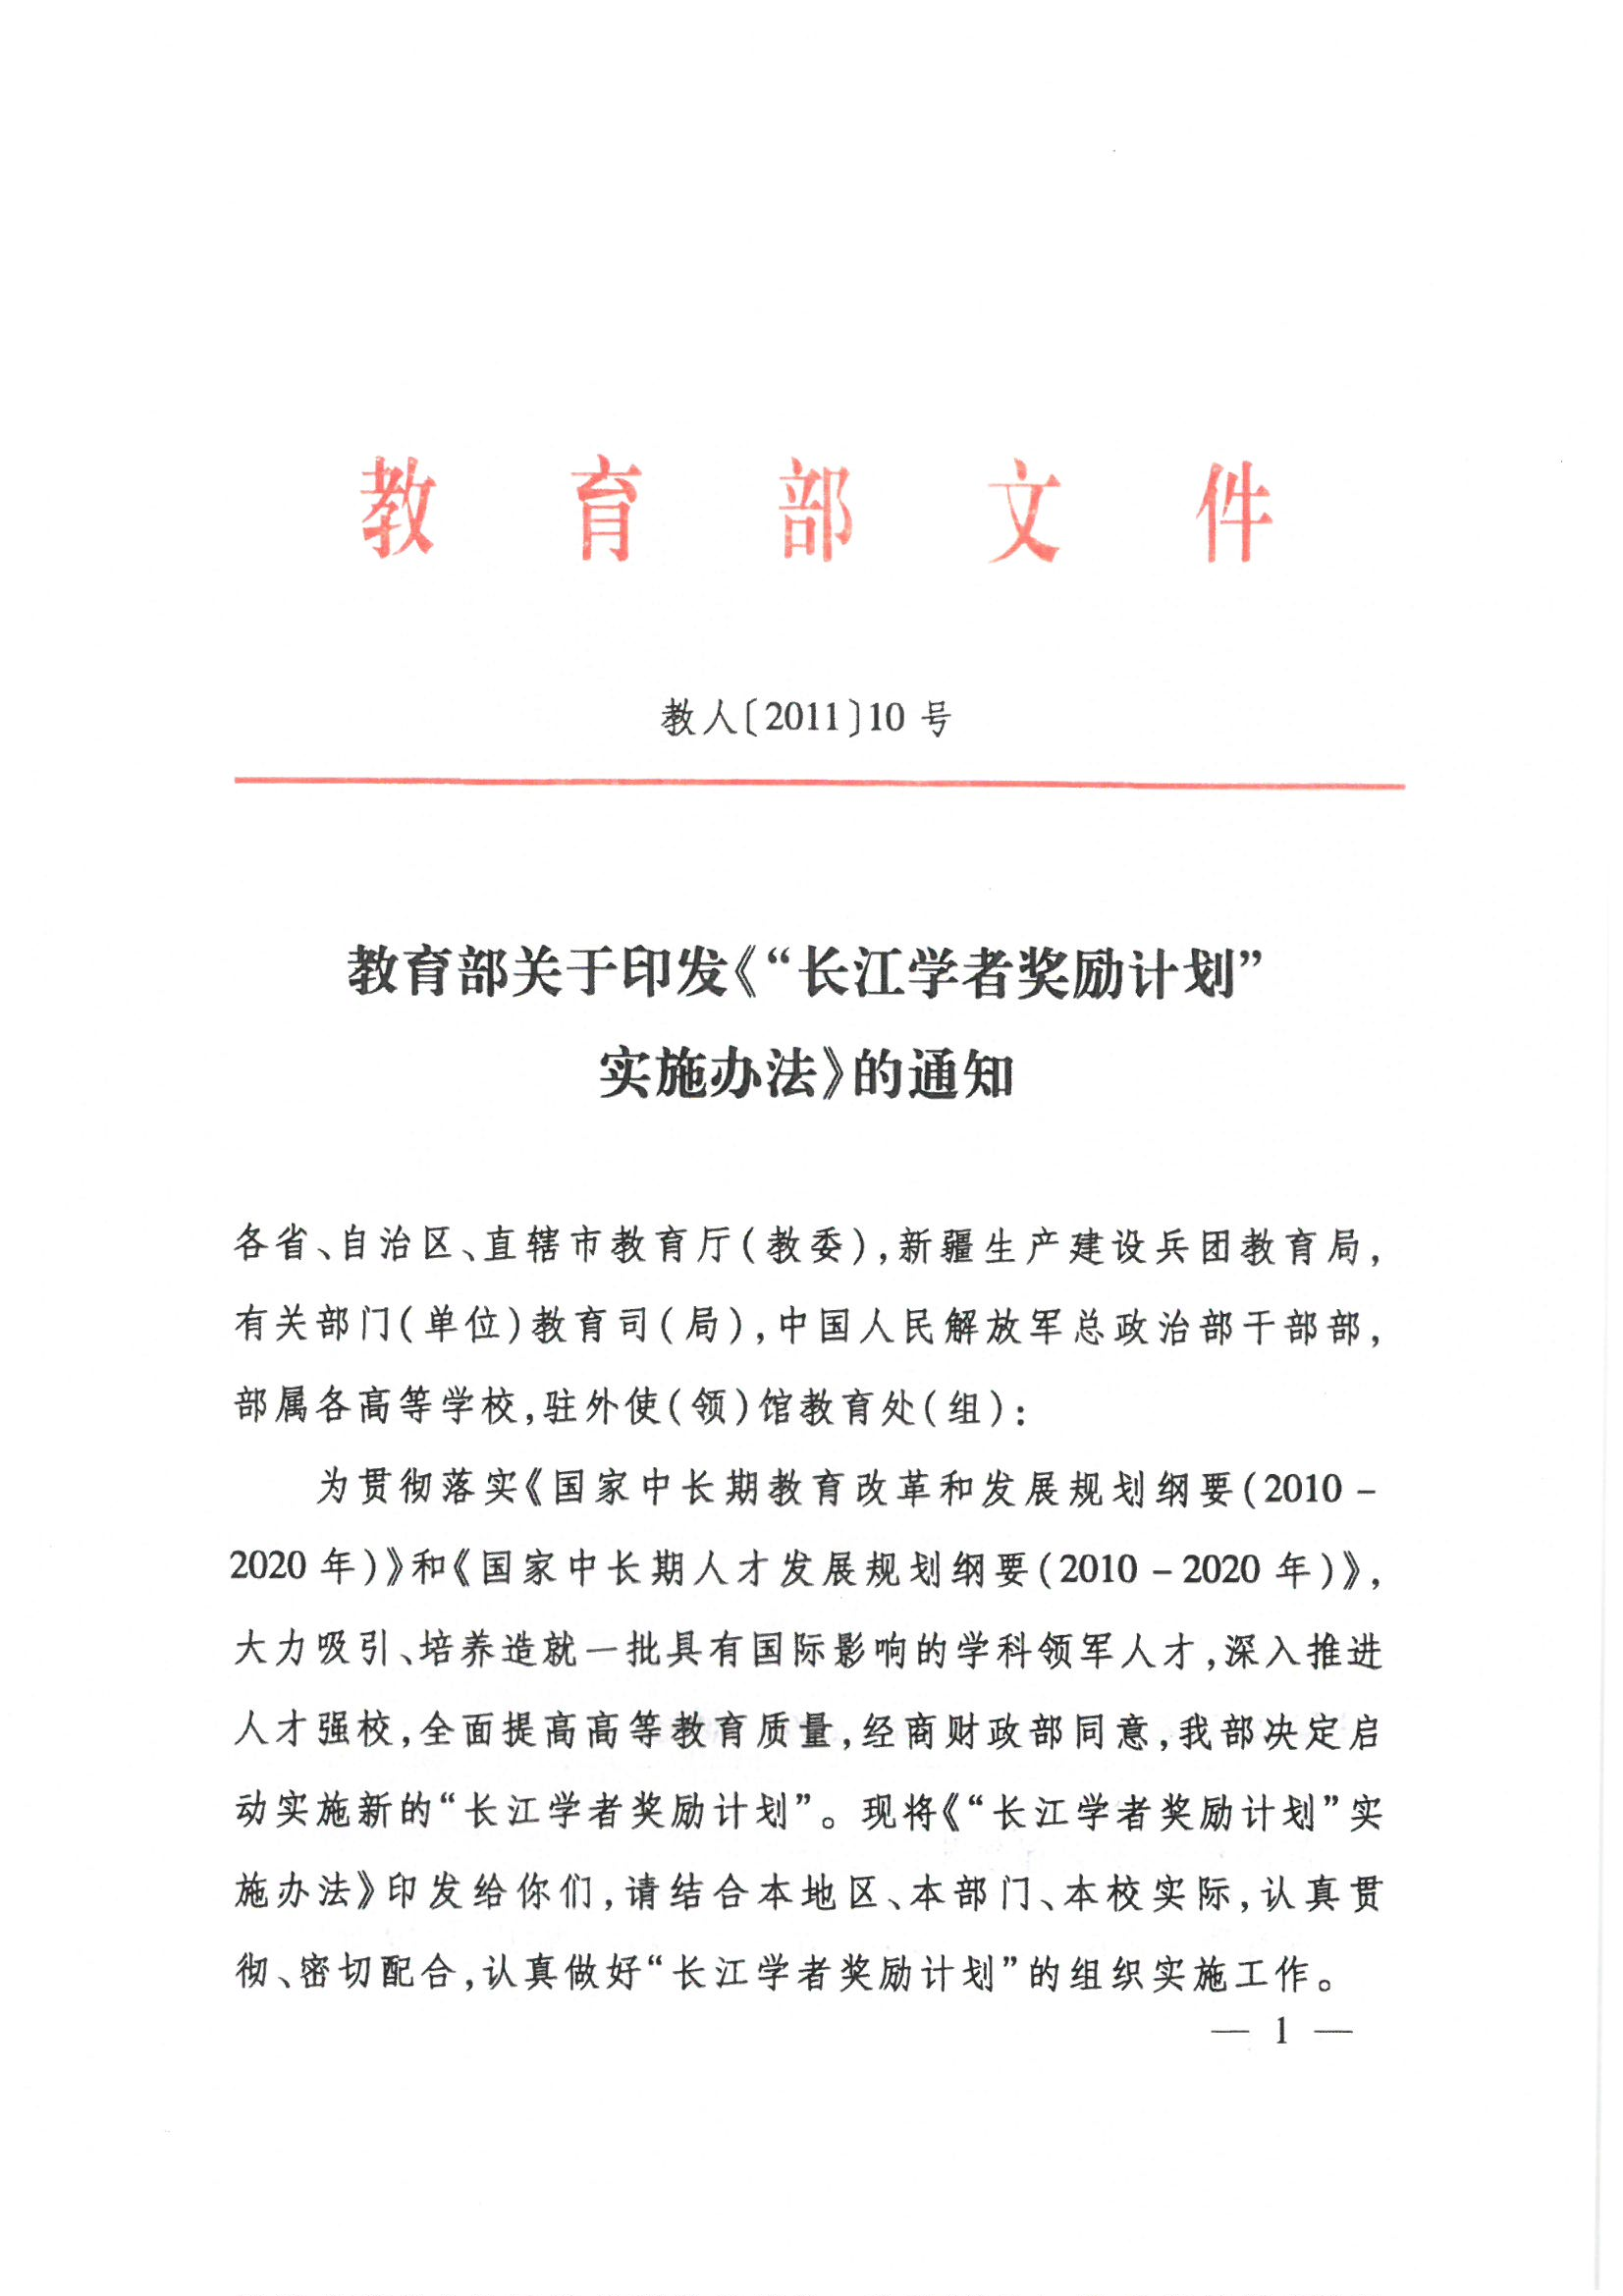 教育部文件
教人〔2011〕10号
教育部关于印发《“长江学者奖励计划”
实施办法》的通知
各省、自治区、直辖市教育厅(教委),新疆生产建设兵团教育局,
有关部门(单位)教育司(局),中国人民解放军总政治部干部部,
部属各高等学校,驻外使(领)馆教育处(组):
为贯彻落实《国家中长期教育改革和发展规划纲要(2010-
2020年)》和《国家中长期人才发展规划纲要(2010-2020年)》,
大力吸引、培养造就一批具有国际影响的学科领军人才,深入推进
人才强校,全面提高高等教育质量,经商财政部同意,我部决定启
动实施新的“长江学者奖励计划”。现将《“长江学者奖励计划”实
施办法》印发给你们,请结合本地区、本部门、本校实际,认真贯
彻、密切配合,认真做好“长江学者奖励计划”的组织实施工作。
— 1 —